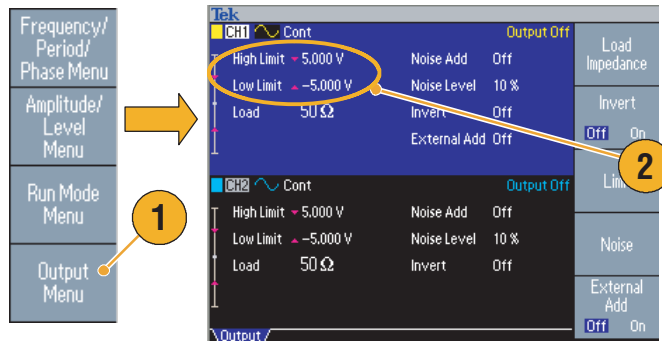 Frequency/
Period/
Phase Menu
Amplitude/
Level
Menu
Run Mode
Menu
Output
Menu
1
Tek
CH1 Cont Output Off
High Limit 5.000 V Noise Add Off
Low Limit –5.000 V Noise Level 10 %
Load 50 Ω Invert Off
External Add Off
CH2 Cont Output Off
High Limit 5.000 V Noise Add Off
Low Limit –5.000 V Noise Level 10 %
Load 50 Ω Invert Off
Output
Load
Impedance
Invert
Off On
2
Noise
External
Add
Off On